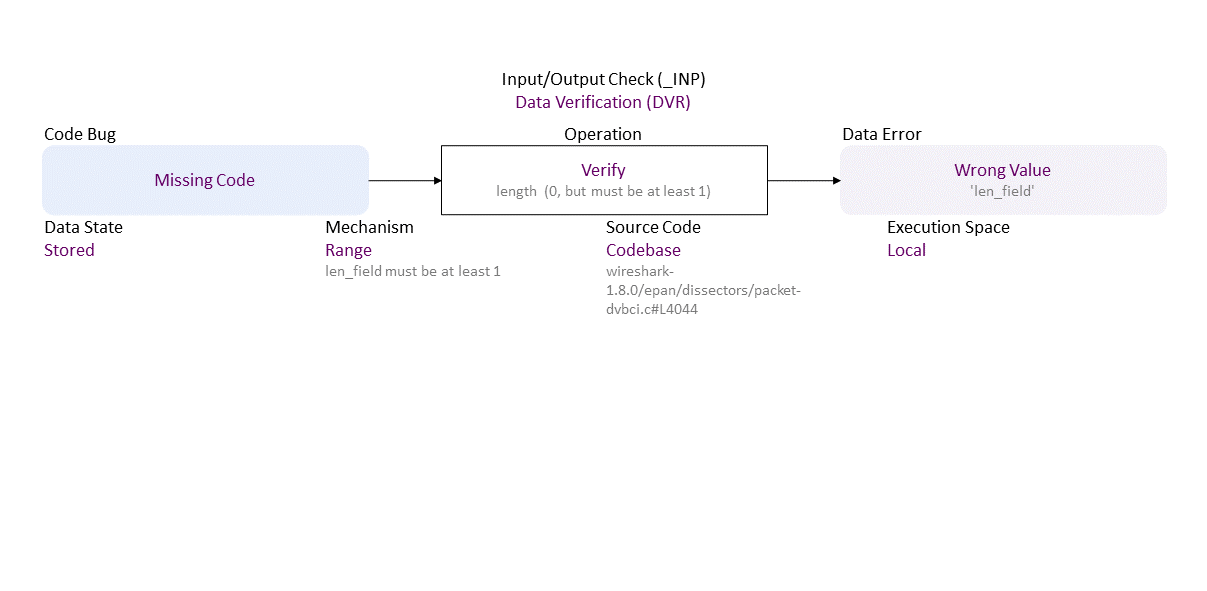 Input/Output Check (_INP)
Data Verification (DVR)
Code Bug
Operation
Data Error
Missing Code
Verify
length  (0, but must be at least 1)
Wrong Value
'len_field'
Data State
Stored
Mechanism
Range
len_field must be at least 1
Source Code
Codebase
wireshark-
1.8.0/epan/dissectors/packet-
dvbci.c#L4044
Execution Space
Local